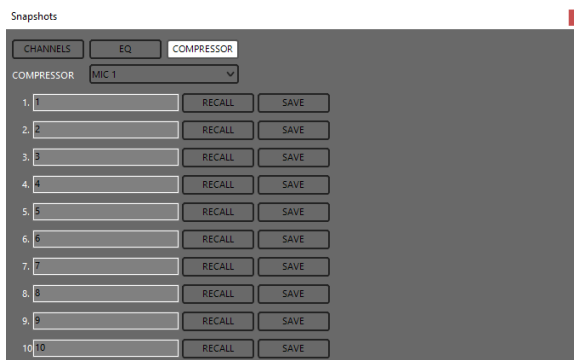 Snapshots
CHANNELS EQ COMPRESSOR
COMPRESSOR MIC 1
1. 1 RECALL SAVE
2. 2 RECALL SAVE
3. 3 RECALL SAVE
4. 4 RECALL SAVE
5. 5 RECALL SAVE
6. 6 RECALL SAVE
7. 7 RECALL SAVE
8. 8 RECALL SAVE
9. 9 RECALL SAVE
10 10 RECALL SAVE